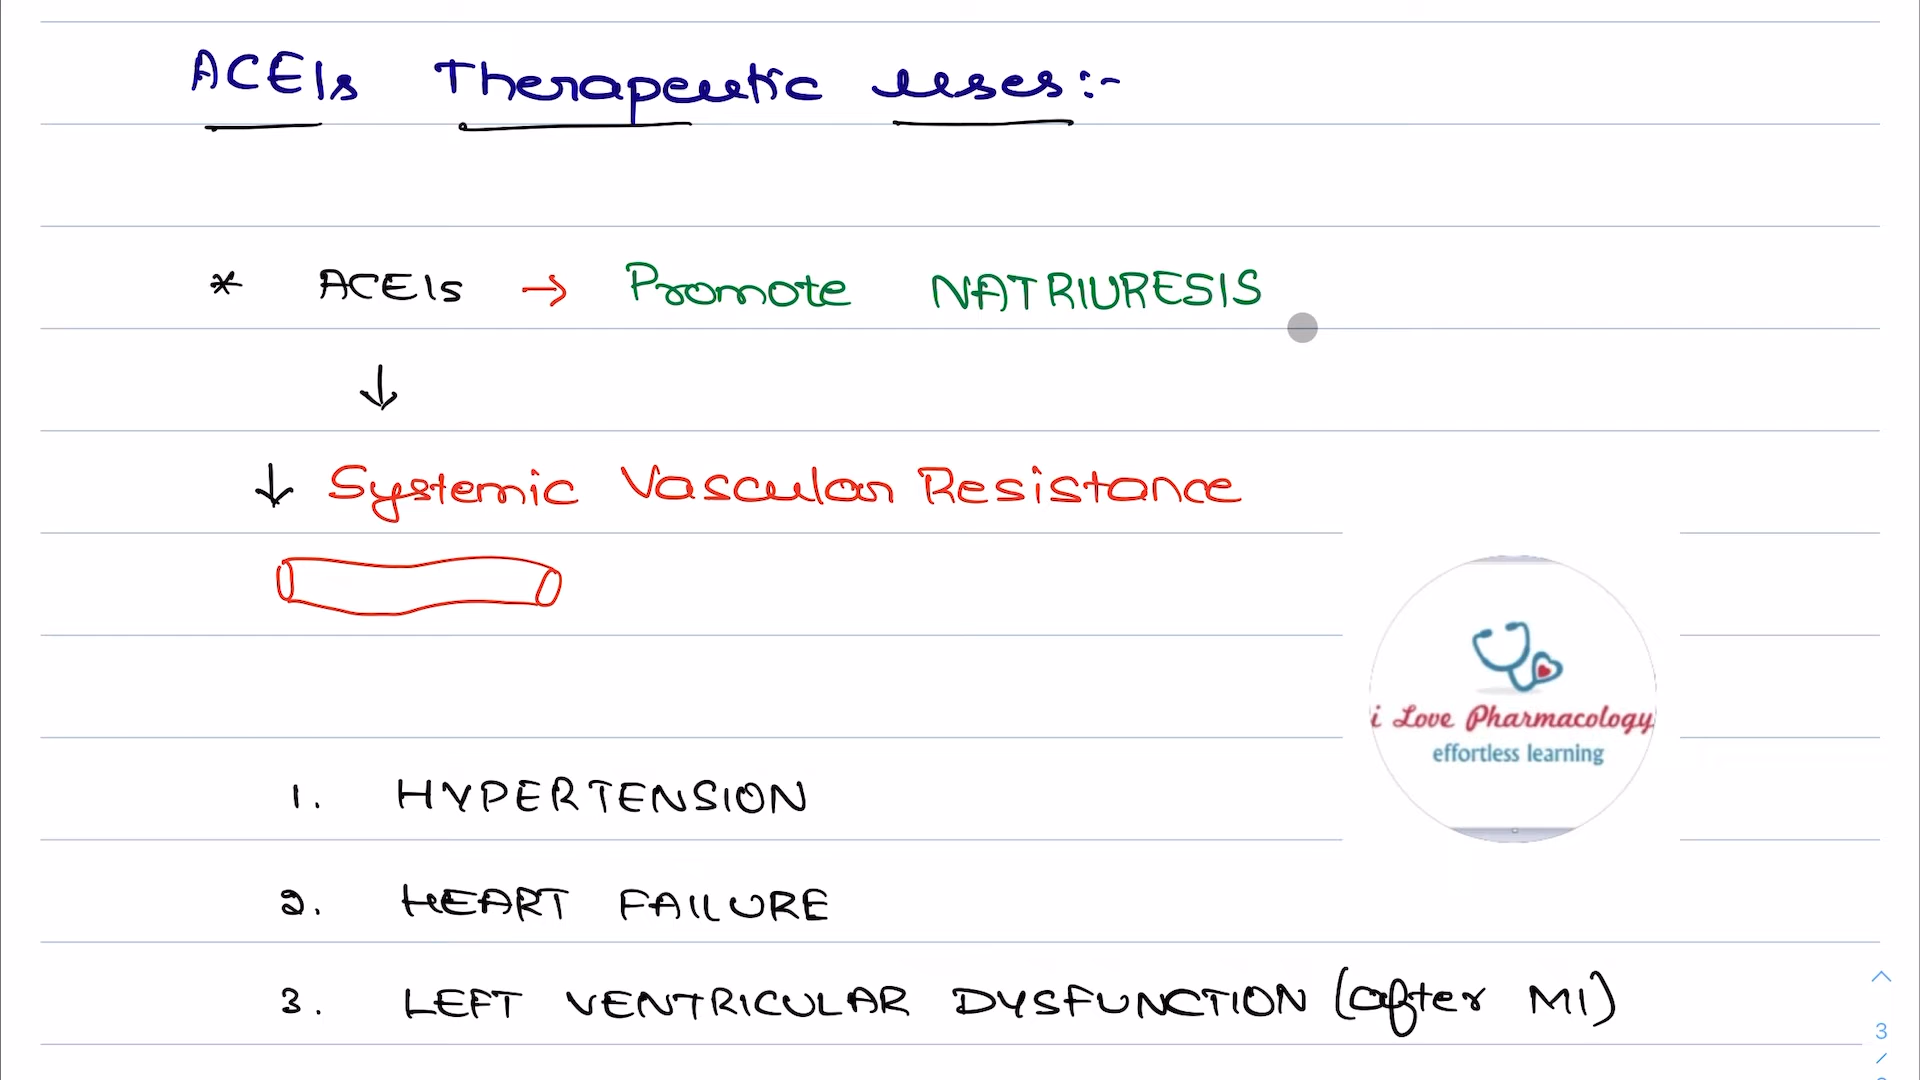 ACEIs Therapeutic uses:-
* ACEIs → Promote NATRIURESIS
↓
↓ Systemic Vascular Resistance
i Love Pharmacology
effortless learning
1. HYPERTENSION
2. HEART FAILURE
3. LEFT VENTRICULAR DYSFUNCTION (after MI)
3
/